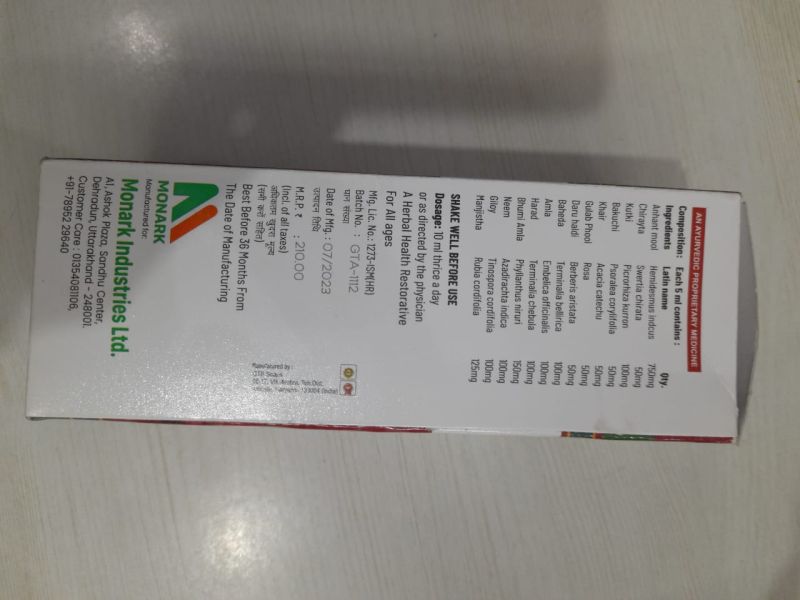 AN AYURVEDIC PROPRIETARY MEDICINE
Composition: Each 5 ml contains :
Ingredients Latin name Qty.
Anhant mool Hemidesmus indcus 750mg
Chirayta Swertia chirata 50mg
Kutki Picrorhiza kurron 100mg
Bakuchi Psoralea corylifolia 50mg
Khair Acacia catechu 50mg
Gulab Phool Rosa 50mg
Daru haldi Berberis aristata 50mg
Baheda Terminalia bellirica 100mg
Amla Embelica officinalis 100mg
Harad Terminalia chebula 100mg
Bhumi Amla Phyllanthus niruri 150mg
Neem Azadirachta indica 100mg
Giloy Tinospora cordifolia 100mg
Manjistha Rubia cordifolia 125mg
SHAKE WELL BEFORE USE
Dosage: 10 ml thrice a day
or as directed by the physician
A Herbal Health Restorative
For All ages
Mfg. Lic. No.: 1273-ISM(HR)
Batch No. : GTA-1112
घान संख्या
Date of Mfg. : 07/2023
उत्पादन तिथि
M.R.P. ₹ : 210.00
(Incl. of all taxes)
अधिकतम खुदरा मूल्य
(सभी करों सहित)
Best Before 36 Months From
The Date of Manufacturing
Manufactured by :
MONARK
Manufactured for:
Monark Industries Ltd.
A1, Ashok Plaza, Sandhu Center,
Dehradun, Uttarakhand - 248001.
Customer Care : 01354081106,
+91-78952 29640